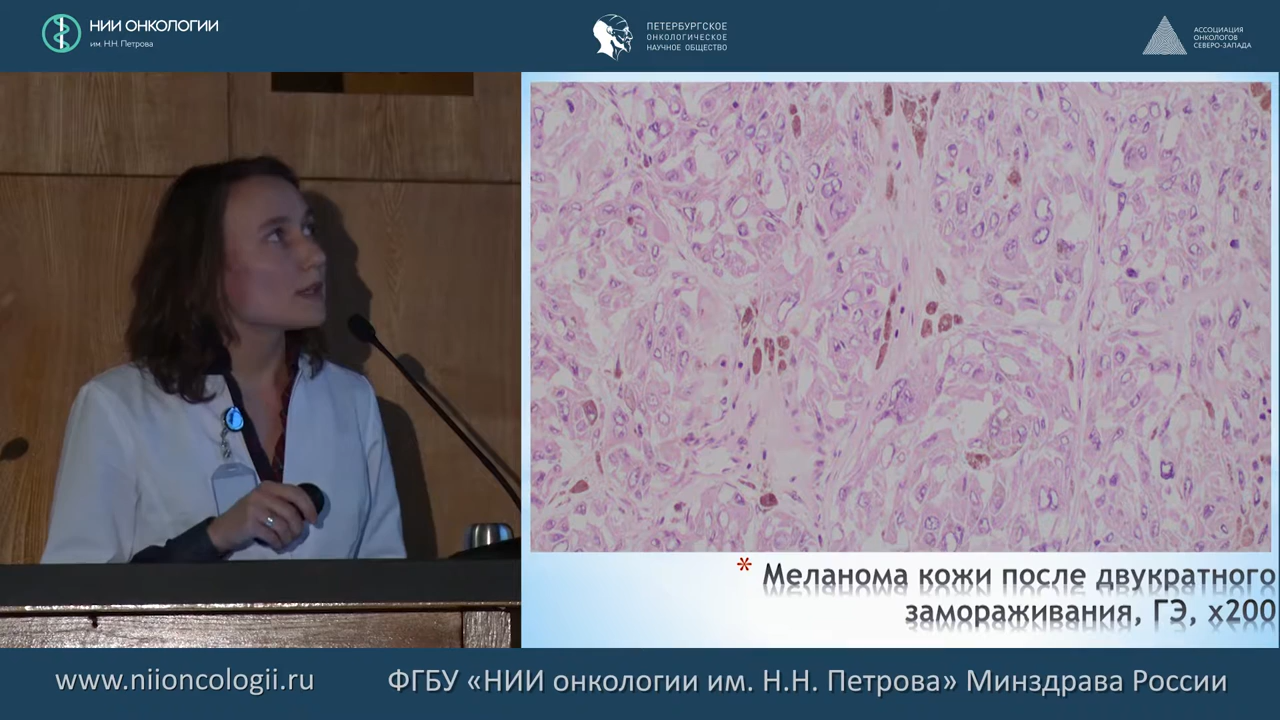 НИИ ОНКОЛОГИИ
им. Н.Н. Петрова
ПЕТЕРБУРГСКОЕ
ОНКОЛОГИЧЕСКОЕ
НАУЧНОЕ ОБЩЕСТВО
АССОЦИАЦИЯ
ОНКОЛОГОВ
СЕВЕРО-ЗАПАДА
* Меланома кожи после двукратного
замораживания, ГЭ, х200
www.niioncologii.ru
ФГБУ «НИИ онкологии им. Н.Н. Петрова» Минздрава России